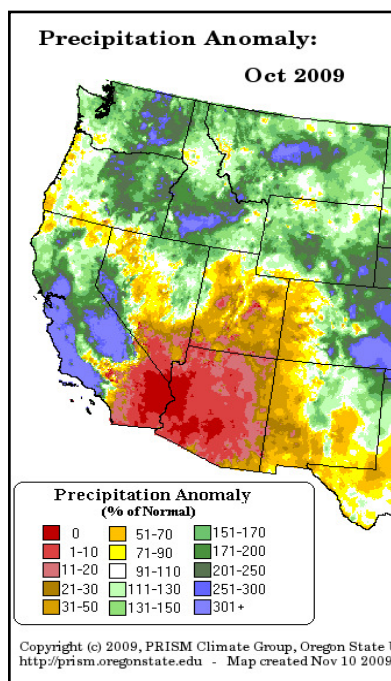 Precipitation Anomaly:
Oct 2009
Precipitation Anomaly
(% of Normal)
0
1-10
11-20
21-30
31-50
51-70
71-90
91-110
111-130
131-150
151-170
171-200
201-250
251-300
301+
Copyright (c) 2009, PRISM Climate Group, Oregon State U
http://prism.oregonstate.edu - Map created Nov 10 2009